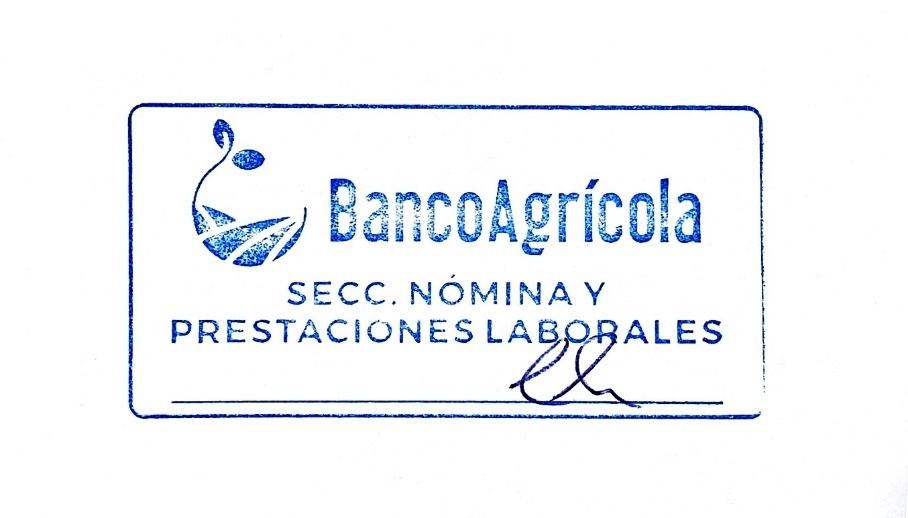 BancoAgrícola
SECC. NÓMINA Y
PRESTACIONES LABORALES